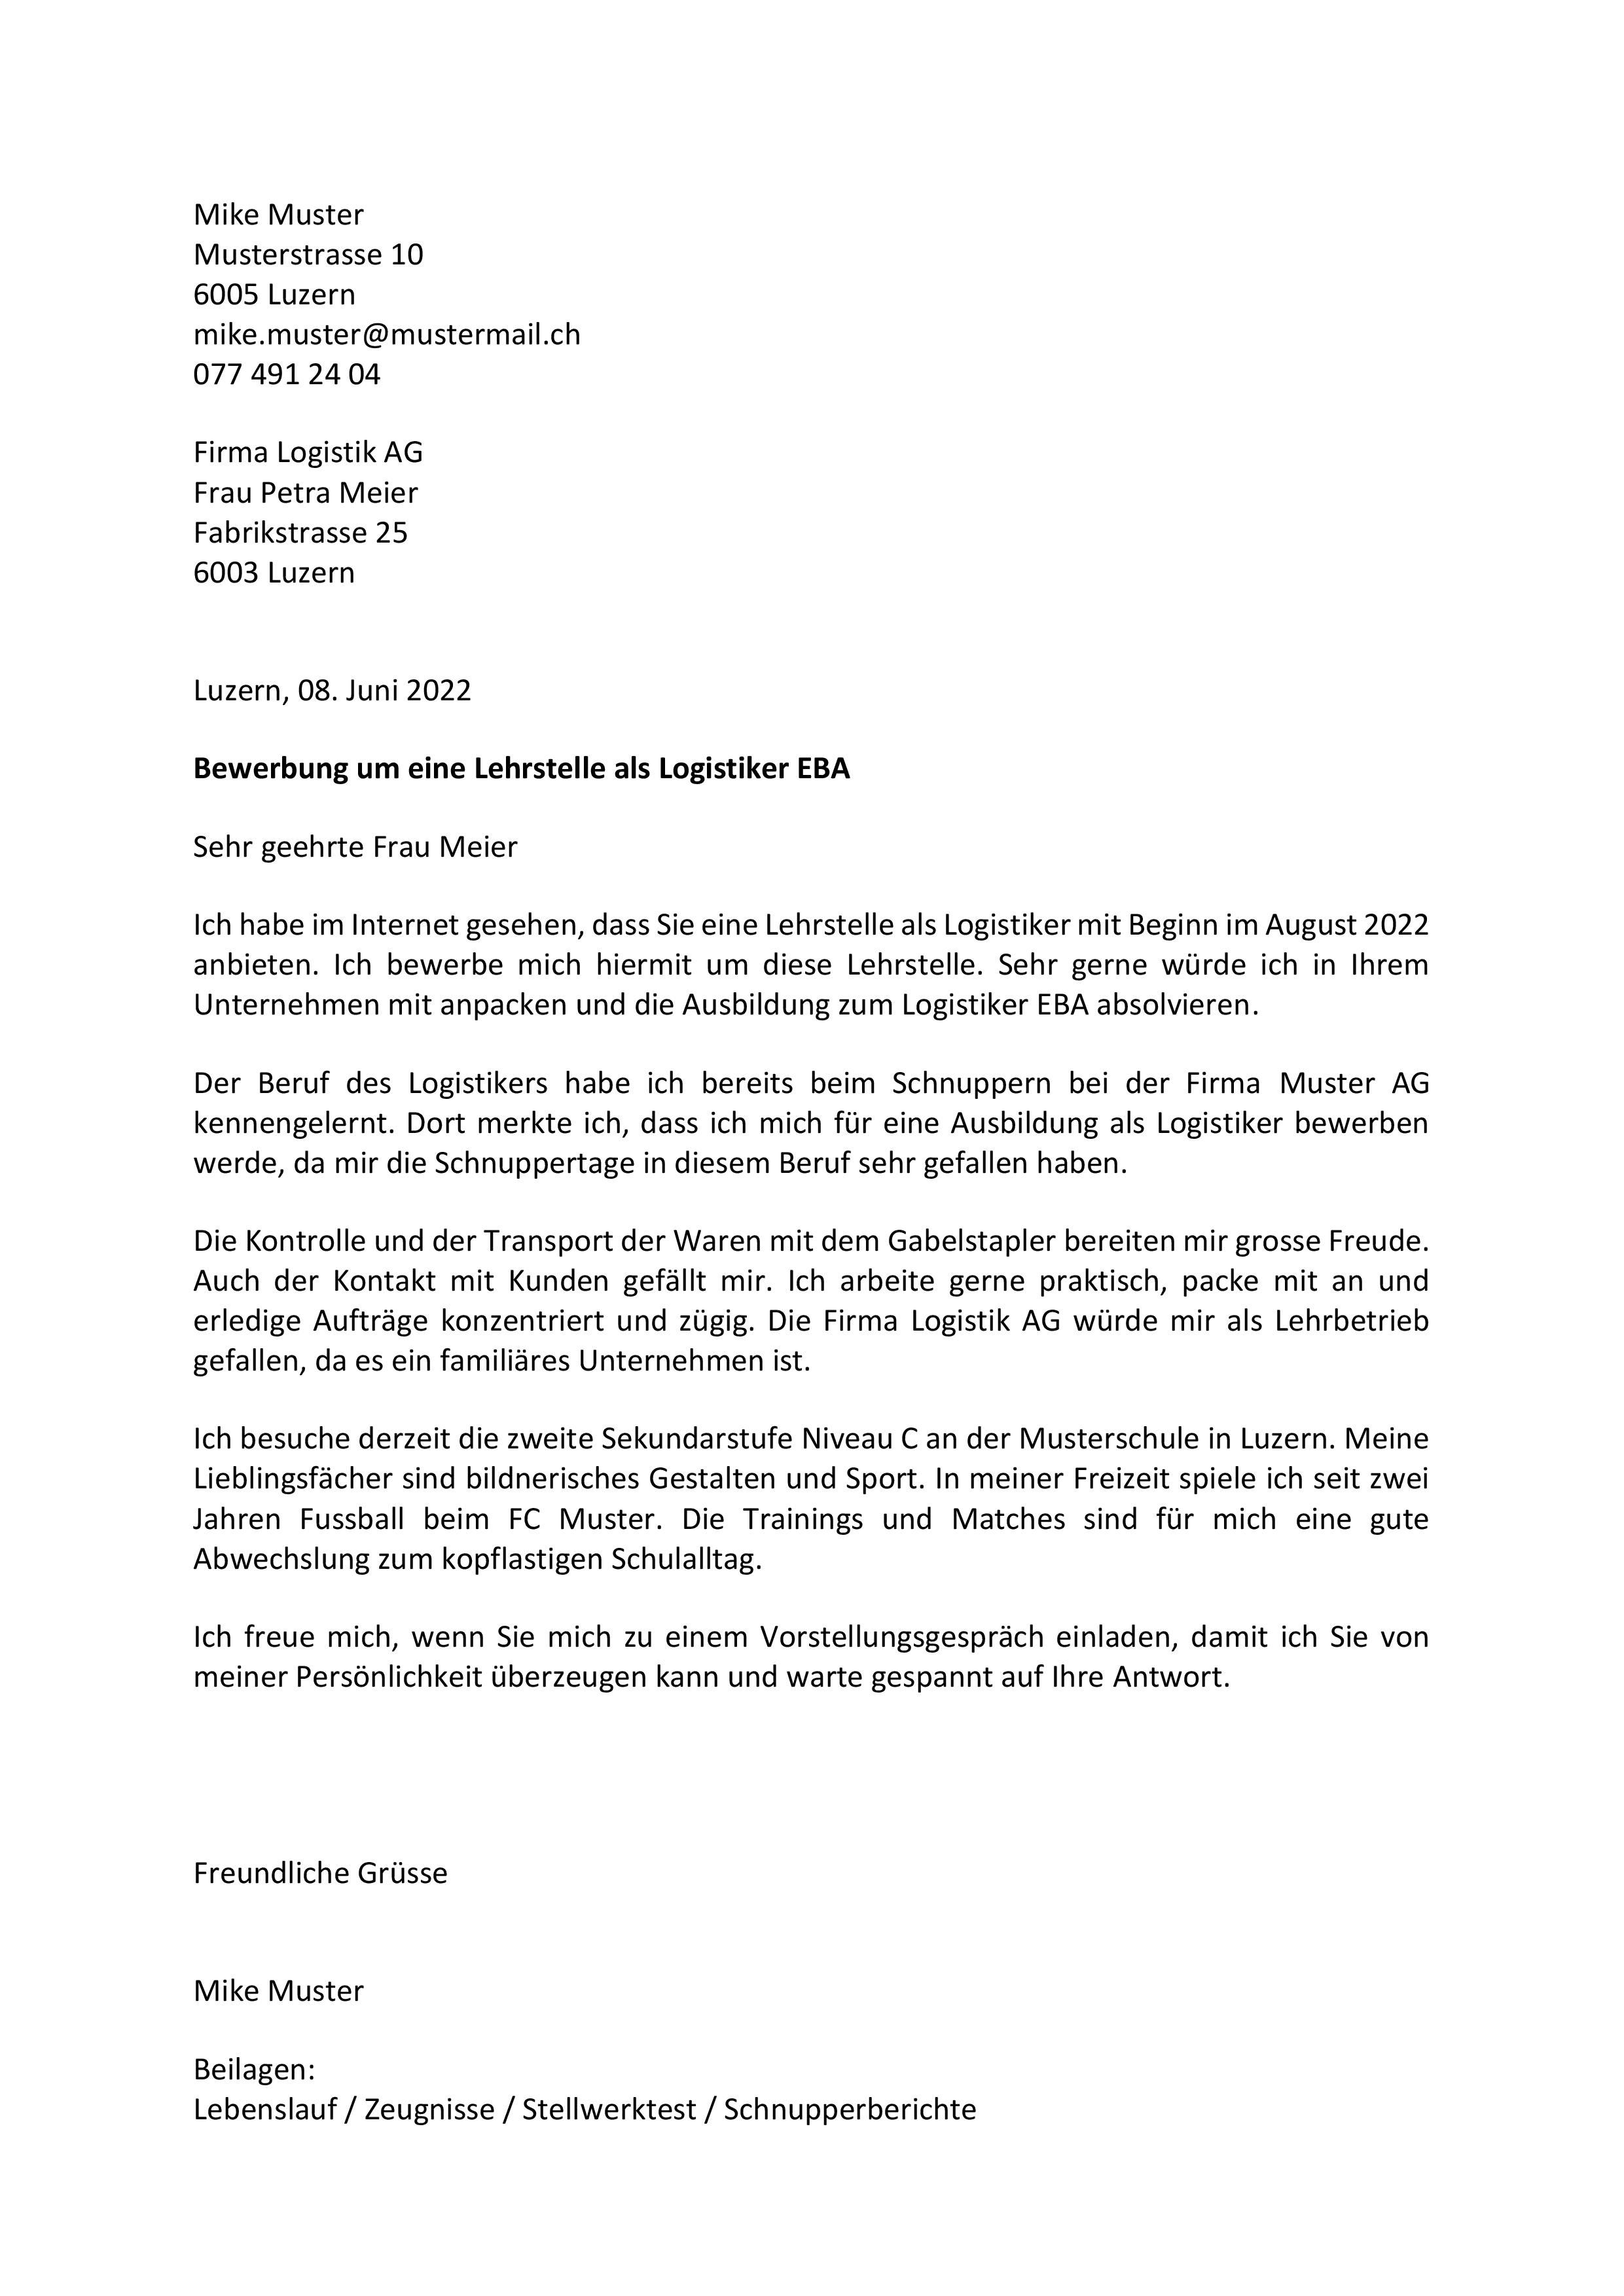 Mike Muster
Musterstrasse 10
6005 Luzern
mike.muster@mustermail.ch
077 491 24 04
Firma Logistik AG
Frau Petra Meier
Fabrikstrasse 25
6003 Luzern
Luzern, 08. Juni 2022
Bewerbung um eine Lehrstelle als Logistiker EBA
Sehr geehrte Frau Meier
Ich habe im Internet gesehen, dass Sie eine Lehrstelle als Logistiker mit Beginn im August 2022
anbieten. Ich bewerbe mich hiermit um diese Lehrstelle. Sehr gerne würde ich in Ihrem
Unternehmen mit anpacken und die Ausbildung zum Logistiker EBA absolvieren.
Der Beruf des Logistikers habe ich bereits beim Schnuppern bei der Firma Muster AG
kennengelernt. Dort merkte ich, dass ich mich für eine Ausbildung als Logistiker bewerben
werde, da mir die Schnuppertage in diesem Beruf sehr gefallen haben.
Die Kontrolle und der Transport der Waren mit dem Gabelstapler bereiten mir grosse Freude.
Auch der Kontakt mit Kunden gefällt mir. Ich arbeite gerne praktisch, packe mit an und
erledige Aufträge konzentriert und zügig. Die Firma Logistik AG würde mir als Lehrbetrieb
gefallen, da es ein familiäres Unternehmen ist.
Ich besuche derzeit die zweite Sekundarstufe Niveau C an der Musterschule in Luzern. Meine
Lieblingsfächer sind bildnerisches Gestalten und Sport. In meiner Freizeit spiele ich seit zwei
Jahren Fussball beim FC Muster. Die Trainings und Matches sind für mich eine gute
Abwechslung zum kopflastigen Schulalltag.
Ich freue mich, wenn Sie mich zu einem Vorstellungsgespräch einladen, damit ich Sie von
meiner Persönlichkeit überzeugen kann und warte gespannt auf Ihre Antwort.
Freundliche Grüsse
Mike Muster
Beilagen:
Lebenslauf / Zeugnisse / Stellwerktest / Schnupperberichte